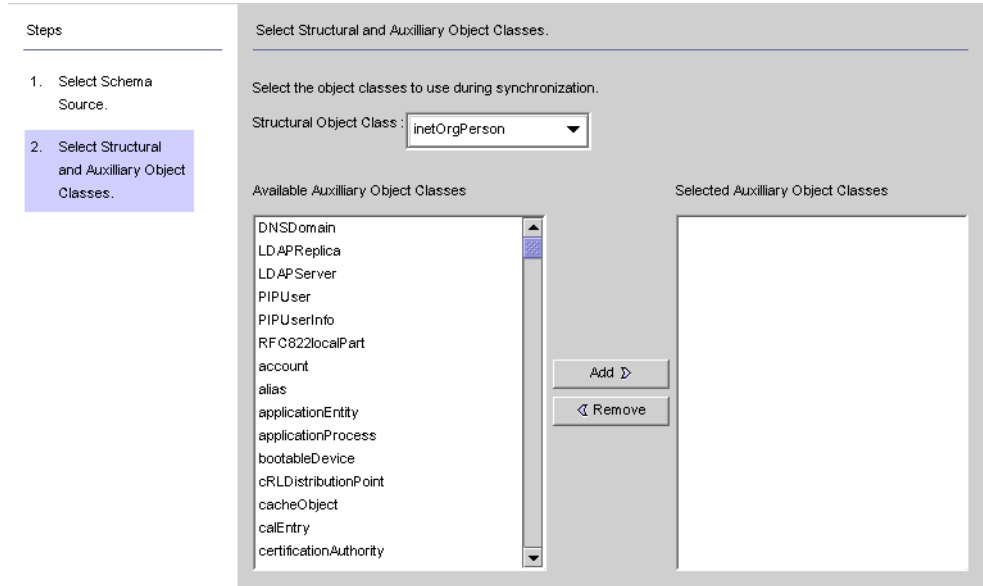 Steps
1. Select Schema
Source.
2. Select Structural
and Auxilliary Object
Classes.
Select Structural and Auxilliary Object Classes.
Select the object classes to use during synchronization.
Structural Object Class : inetOrgPerson
Available Auxilliary Object Classes
DNSDomain
LDAPReplica
LDAPServer
PIPUser
PIPUserInfo
RFC822localPart
account
alias
applicationEntity
applicationProcess
bootableDevice
cRLDistributionPoint
cacheObject
calEntry
certificationAuthority
Add
Remove
Selected Auxilliary Object Classes